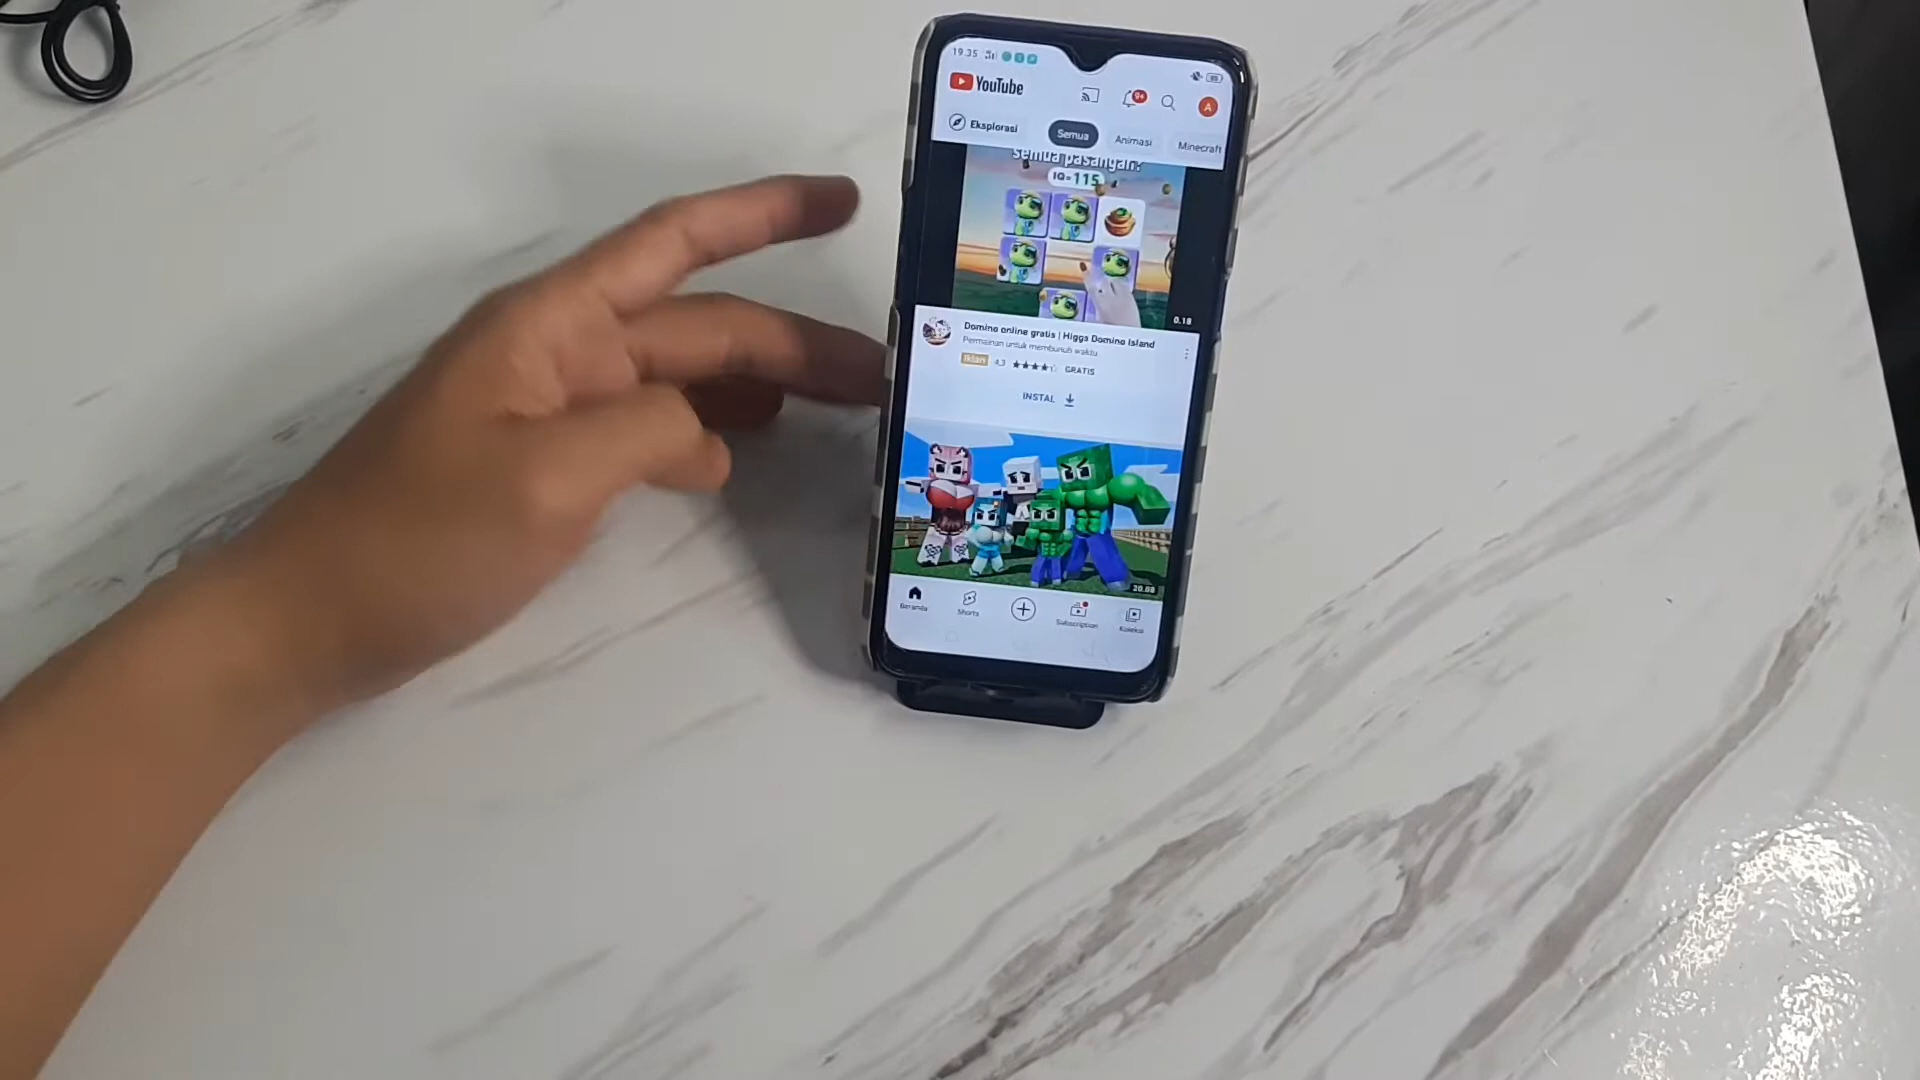 19.35
YouTube
9+
A
Eksplorasi
Semua
Animasi
Minecraft
semua pasangan?
IQ=115
0.18
Domino online gratis | Higgs Domino Island
Permainan untuk membunuh waktu
Iklan 4,3 ★★★★☆ GRATIS
INSTAL
20.08
Beranda
Shorts
Subscription
Koleksi